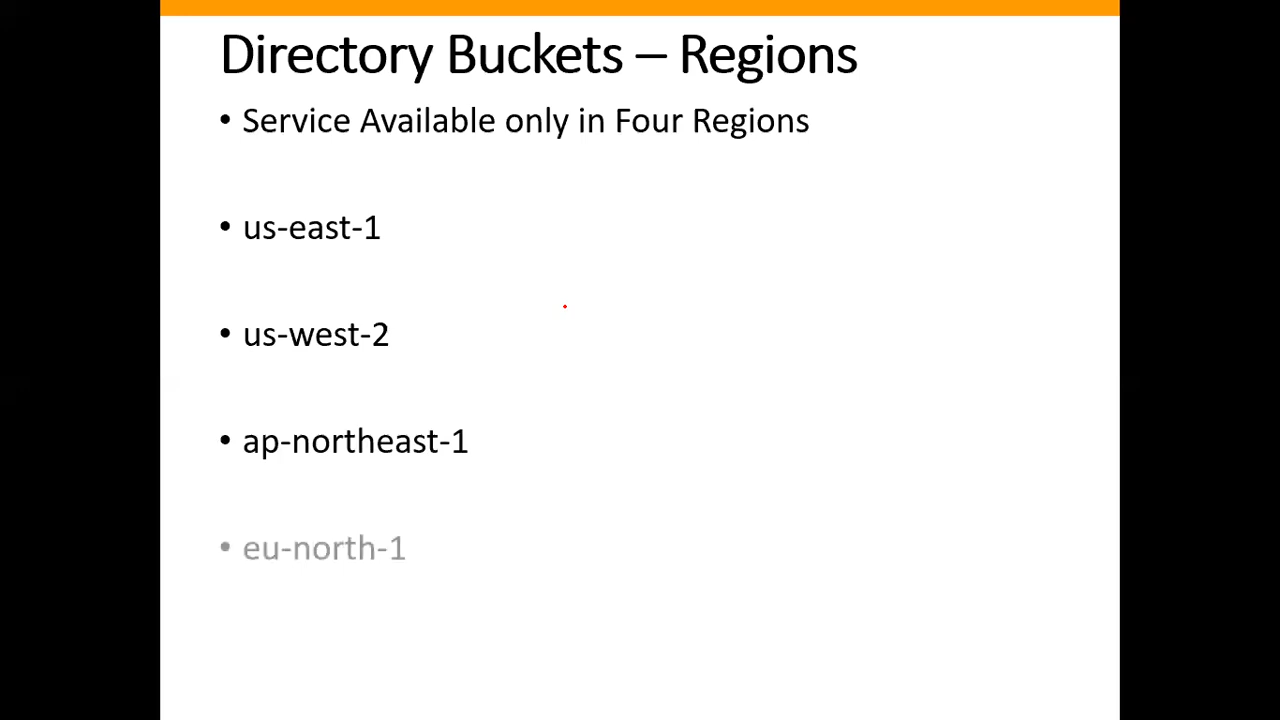 Directory Buckets – Regions
• Service Available only in Four Regions
• us-east-1
• us-west-2
• ap-northeast-1
• eu-north-1